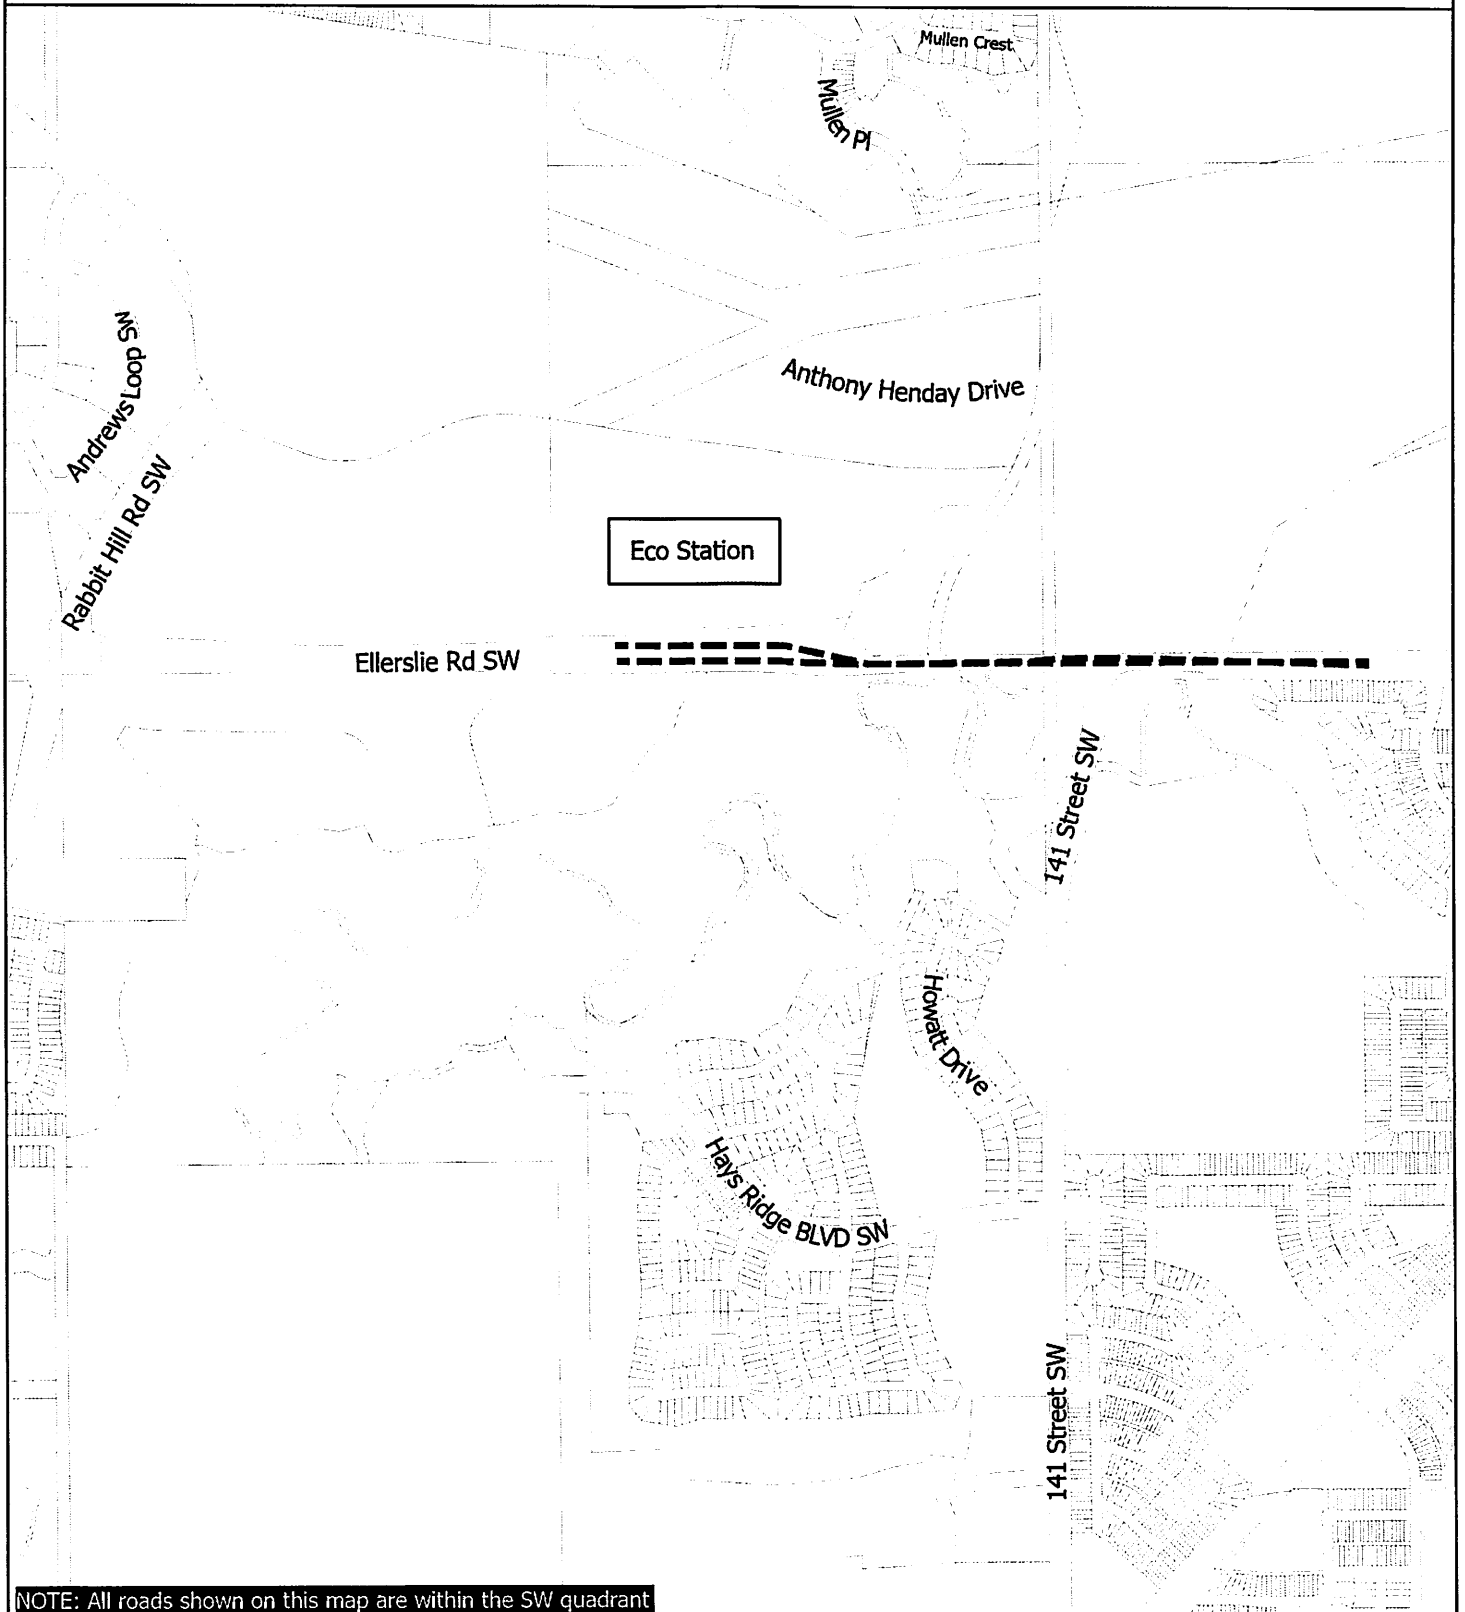 Mullen Crest
Mullen Pl
Andrews Loop SW
Anthony Henday Drive
Rabbit Hill Rd SW
Eco Station
Ellerslie Rd SW
141 Street SW
Howatt Drive
Hays Ridge BLVD SW
141 Street SW
NOTE: All roads shown on this map are within the SW quadrant